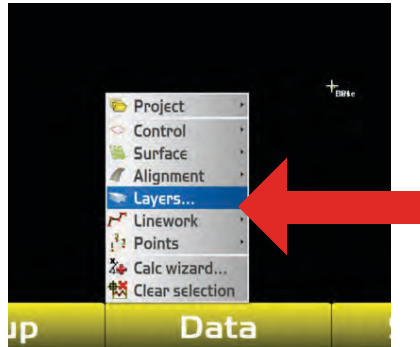 Project
Control
Surface
Alignment
Layers...
Linework
Points
Calc wizard...
Clear selection
up Data